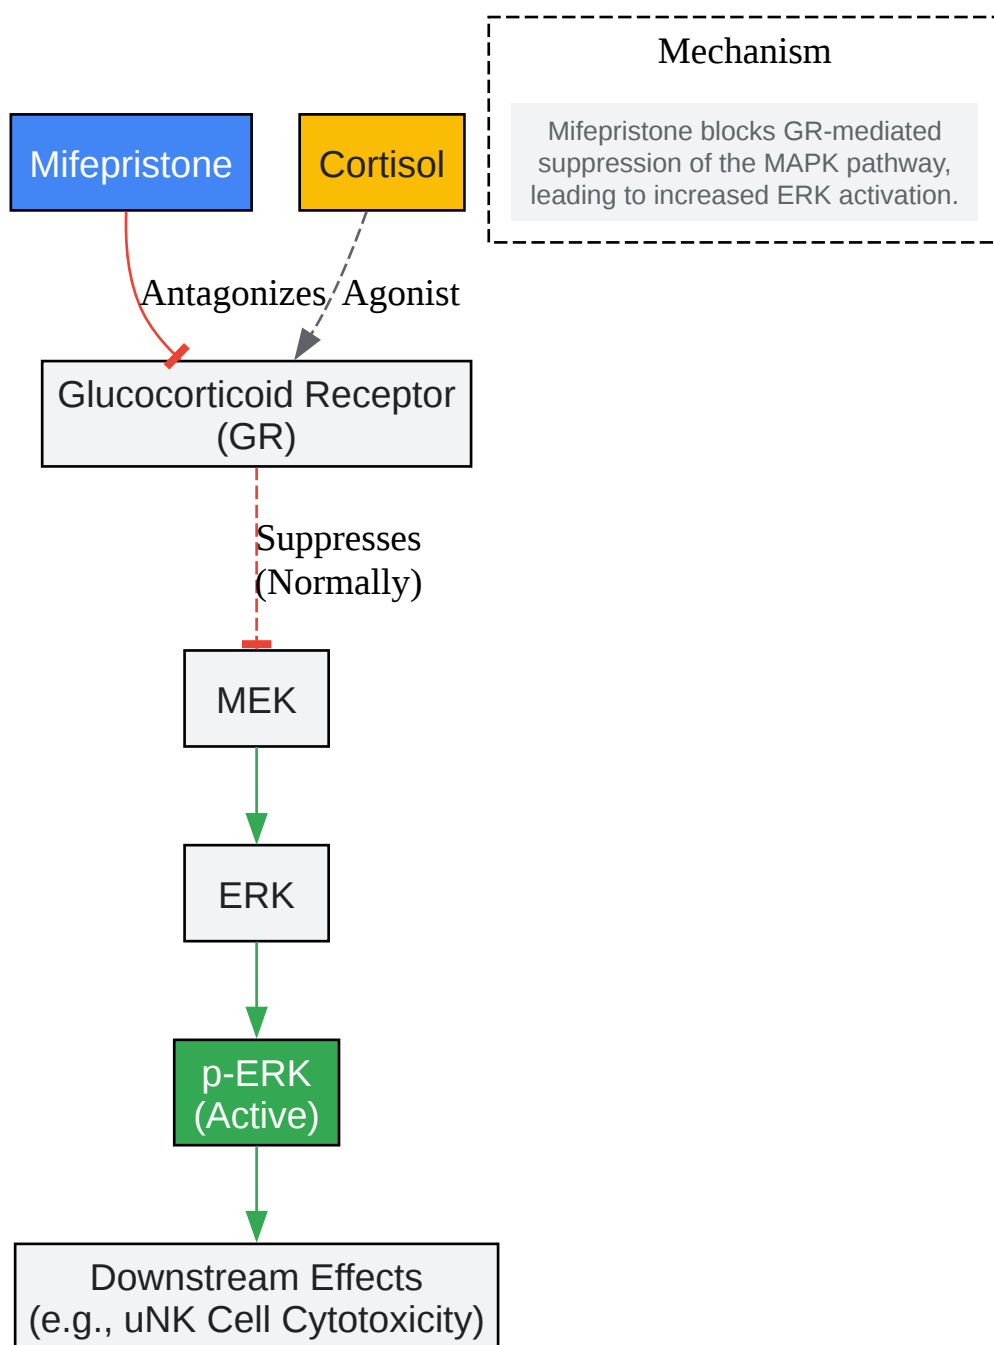 Mechanism
Mifepristone blocks GR-mediated
suppression of the MAPK pathway,
leading to increased ERK activation.
Mifepristone
Cortisol
Antagonizes
Agonist
Glucocorticoid Receptor
(GR)
Suppresses
(Normally)
MEK
ERK
p-ERK
(Active)
Downstream Effects
(e.g., uNK Cell Cytotoxicity)